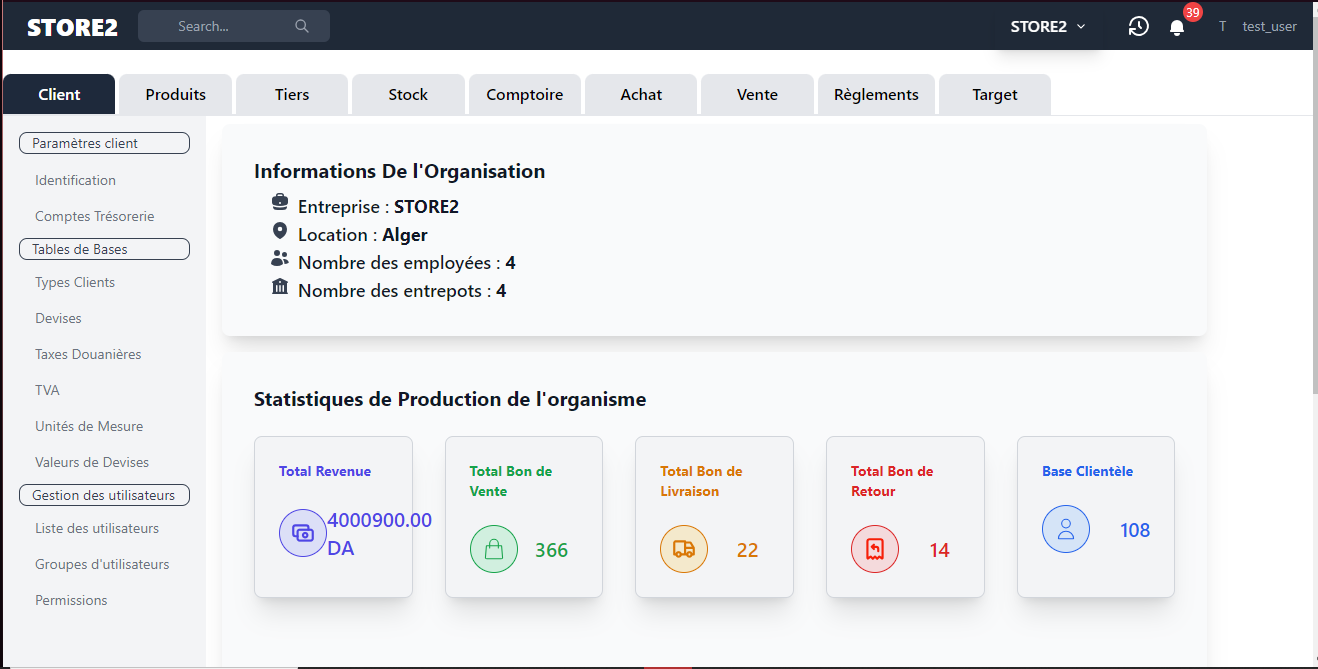 STORE2
Search...
STORE2
39
T
test_user
Client
Produits
Tiers
Stock
Comptoire
Achat
Vente
Règlements
Target
Paramètres client
Identification
Comptes Trésorerie
Tables de Bases
Types Clients
Devises
Taxes Douanières
TVA
Unités de Mesure
Valeurs de Devises
Gestion des utilisateurs
Liste des utilisateurs
Groupes d'utilisateurs
Permissions
Informations De l'Organisation
Entreprise : STORE2
Location : Alger
Nombre des employées : 4
Nombre des entrepots : 4
Statistiques de Production de l'organisme
Total Revenue
4000900.00
DA
Total Bon de
Vente
366
Total Bon de
Livraison
22
Total Bon de
Retour
14
Base Clientèle
108